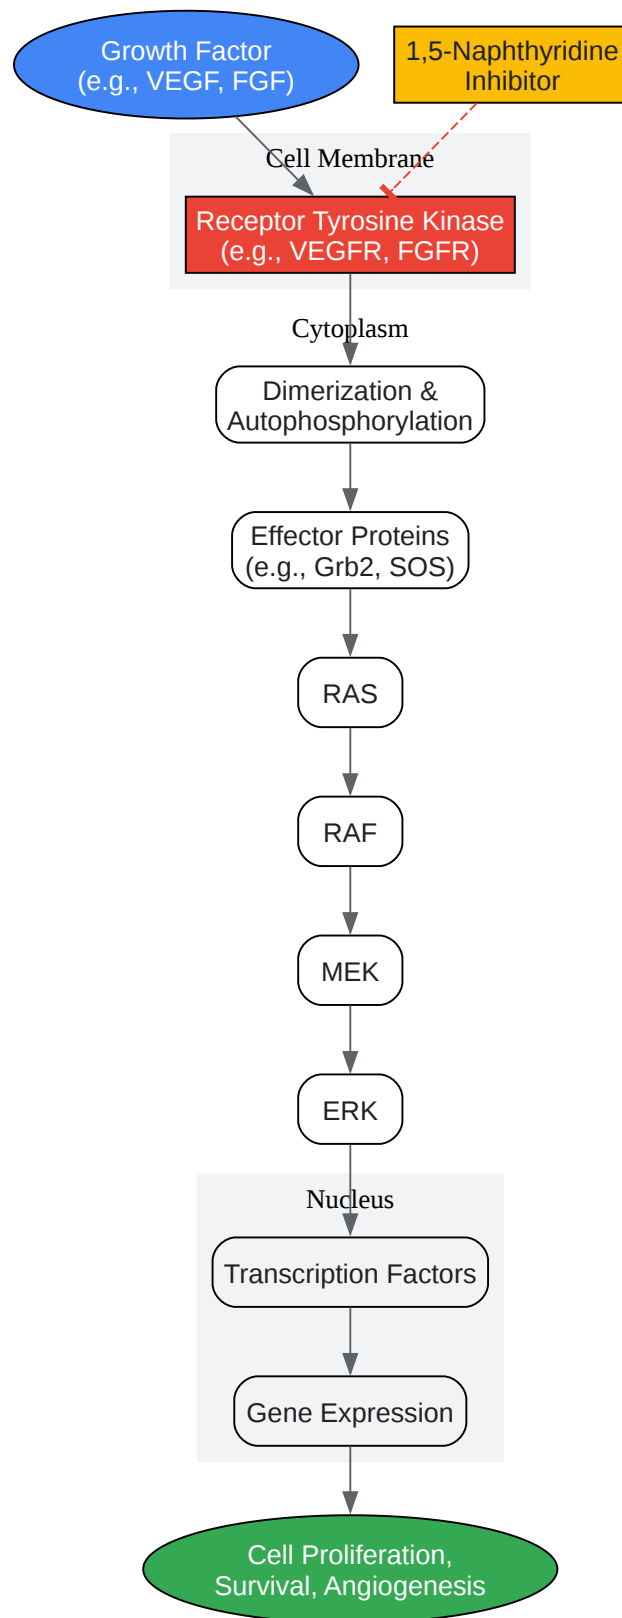 Growth Factor
(e.g., VEGF, FGF)
1,5-Naphthyridine
Inhibitor
Cell Membrane
Receptor Tyrosine Kinase
(e.g., VEGFR, FGFR)
Cytoplasm
Dimerization &
Autophosphorylation
Effector Proteins
(e.g., Grb2, SOS)
RAS
RAF
MEK
ERK
Nucleus
Transcription Factors
Gene Expression
Cell Proliferation,
Survival, Angiogenesis